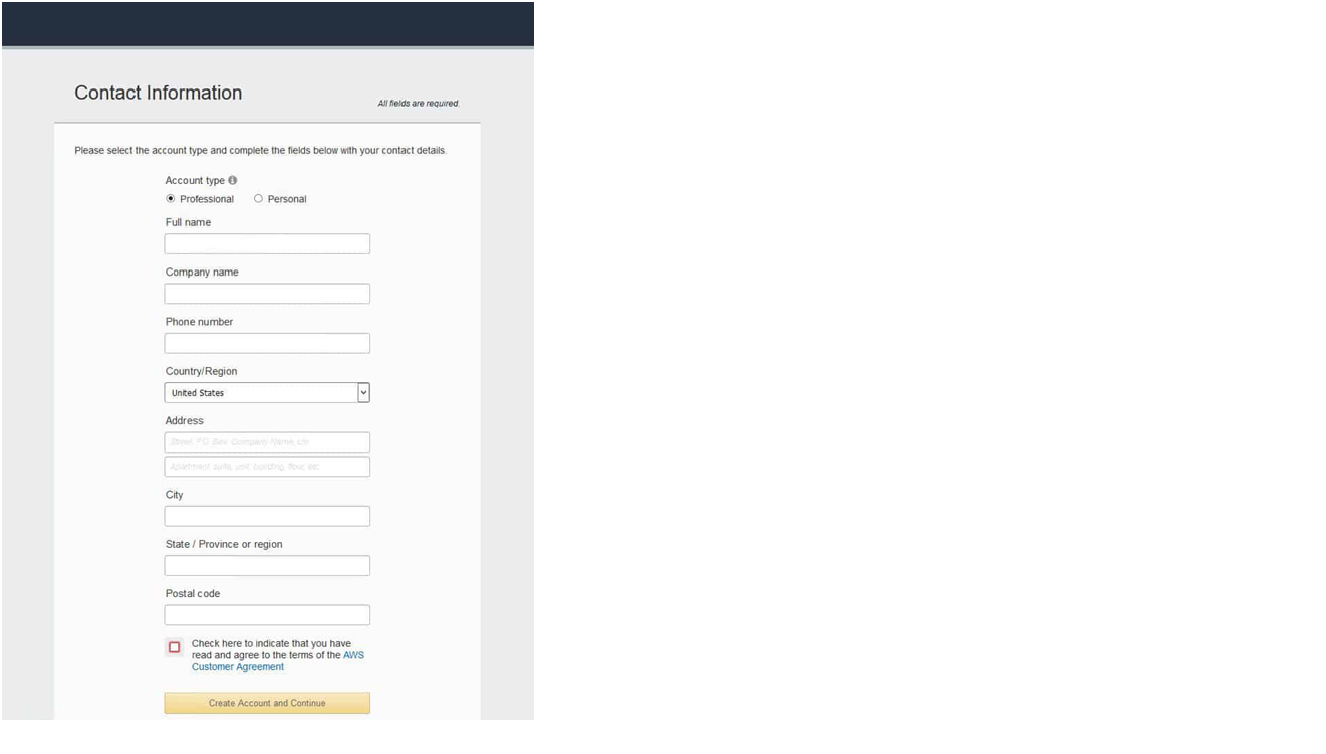 Contact Information
All fields are required.
Please select the account type and complete the fields below with your contact details.
Account type
Professional Personal
Full name
Company name
Phone number
Country/Region
United States
Address
Street, P.O. Box, Company Name, c/o
Apartment, suite, unit, building, floor, etc.
City
State / Province or region
Postal code
Check here to indicate that you have
read and agree to the terms of the AWS
Customer Agreement
Create Account and Continue